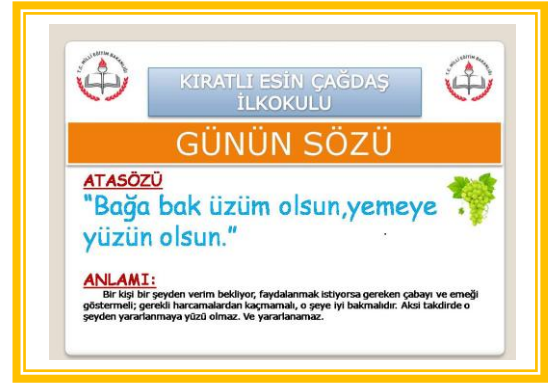 KIRATLI ESİN ÇAĞDAŞ
İLKOKULU
GÜNÜN SÖZÜ
ATASÖZÜ
"Bağa bak üzüm olsun,yemeye
yüzün olsun."
ANLAMI:
Bir kişi bir şeyden verim bekliyor, faydalanmak istiyorsa gereken çabayı ve emeği
göstermeli; gerekli harcamalardan kaçmamalı, o şeye iyi bakmalıdır. Aksi takdirde o
şeyden yararlanmaya yüzü olmaz. Ve yararlanamaz.